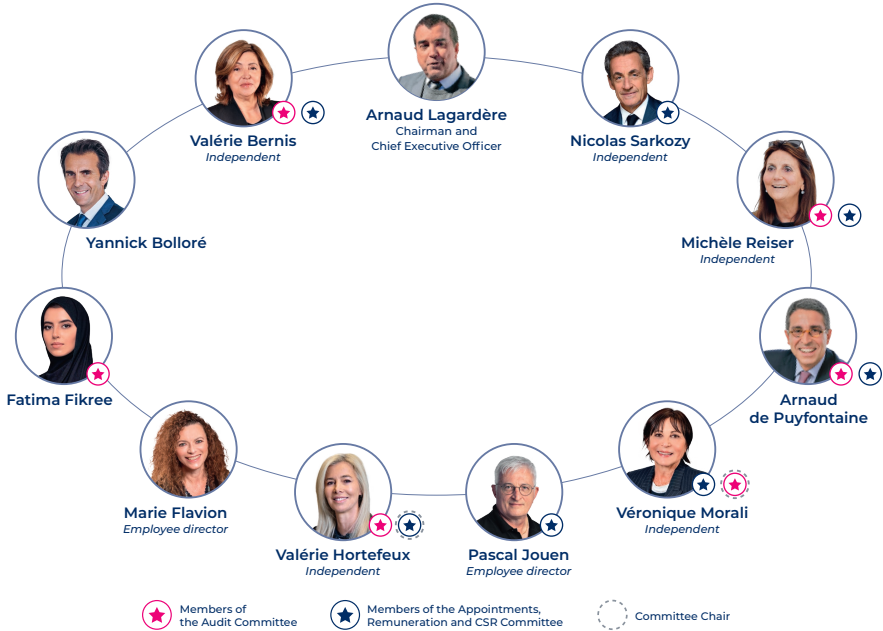 Arnaud Lagardère
Chairman and
Chief Executive Officer
Valérie Bernis
Independent
Nicolas Sarkozy
Independent
Yannick Bolloré
Michèle Reiser
Independent
Fatima Fikree
Arnaud
de Puyfontaine
Marie Flavion
Employee director
Véronique Morali
Independent
Valérie Hortefeux
Independent
Pascal Jouen
Employee director
Members of
the Audit Committee
Members of the Appointments,
Remuneration and CSR Committee
Committee Chair